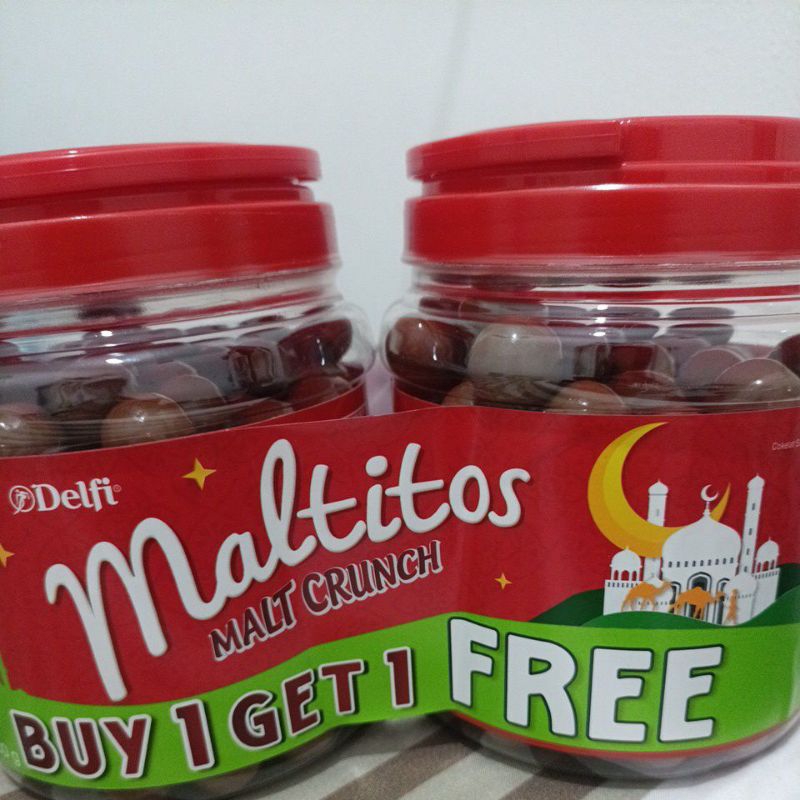 Delfi®
Maltitos
MALT CRUNCH
BUY 1 GET 1 FREE